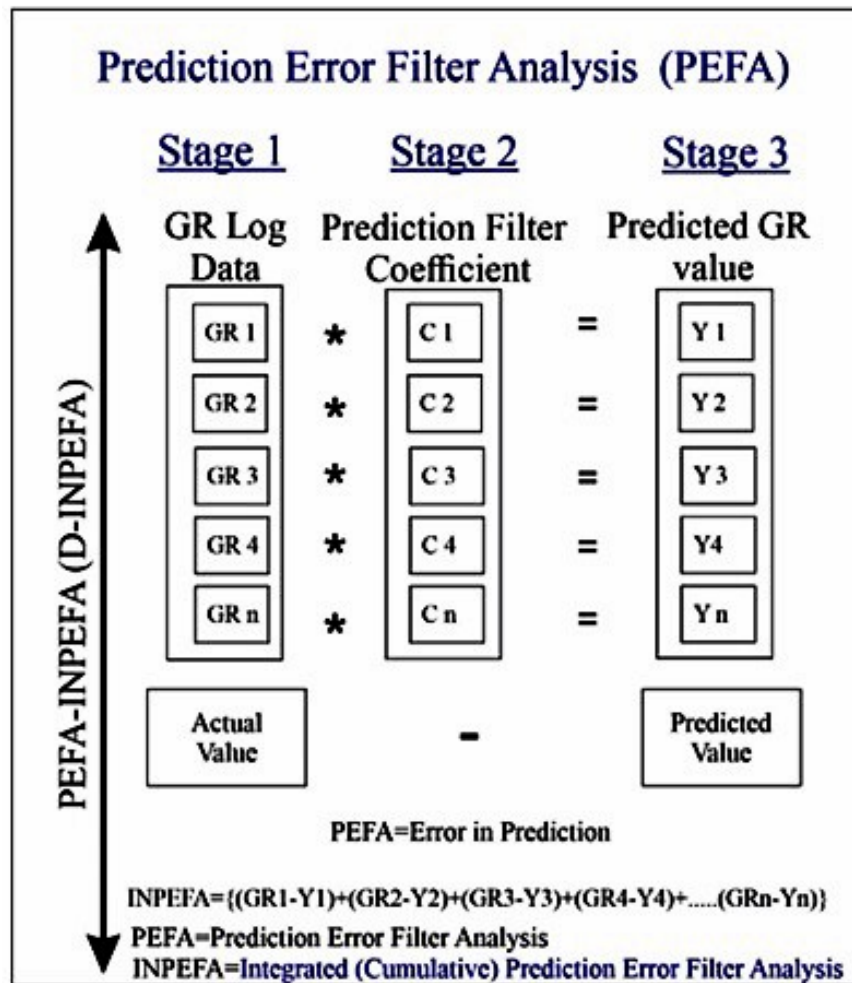 Prediction Error Filter Analysis (PEFA)
Stage 1 Stage 2 Stage 3
GR Log Data Prediction Filter Coefficient Predicted GR value
GR 1 * C 1 = Y 1
GR 2 * C 2 = Y 2
GR 3 * C 3 = Y 3
GR 4 * C 4 = Y4
GR n * C n = Y n
Actual Value - Predicted Value
PEFA=Error in Prediction
INPEFA={(GR1-Y1)+(GR2-Y2)+(GR3-Y3)+(GR4-Y4)+.....(GRn-Yn)}
PEFA=Prediction Error Filter Analysis
INPEFA=Integrated (Cumulative) Prediction Error Filter Analysis
PEFA-INPEFA (D-INPEFA)